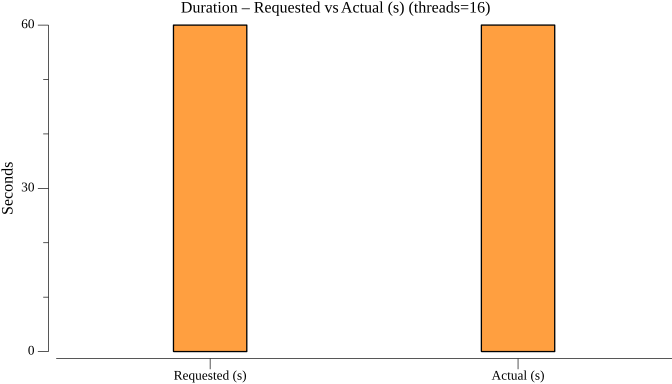 Duration – Requested vs Actual (s) (threads=16)
60
Seconds
30
0
Requested (s)
Actual (s)